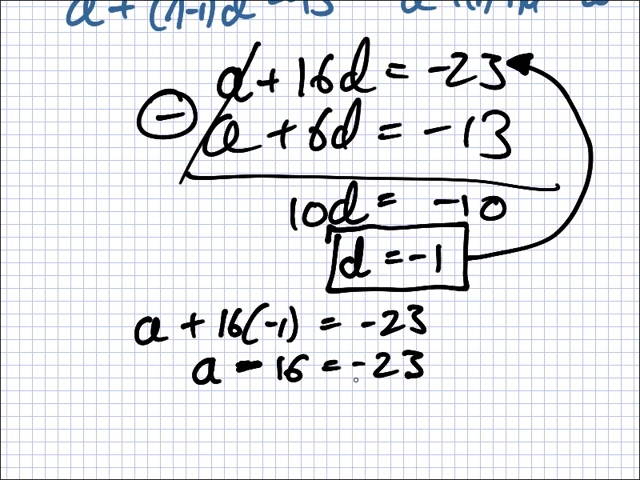 a + 16d = -23
⊖ a + 6d = -13
10d = -10
d = -1
a + 16(-1) = -23
a - 16 = -23